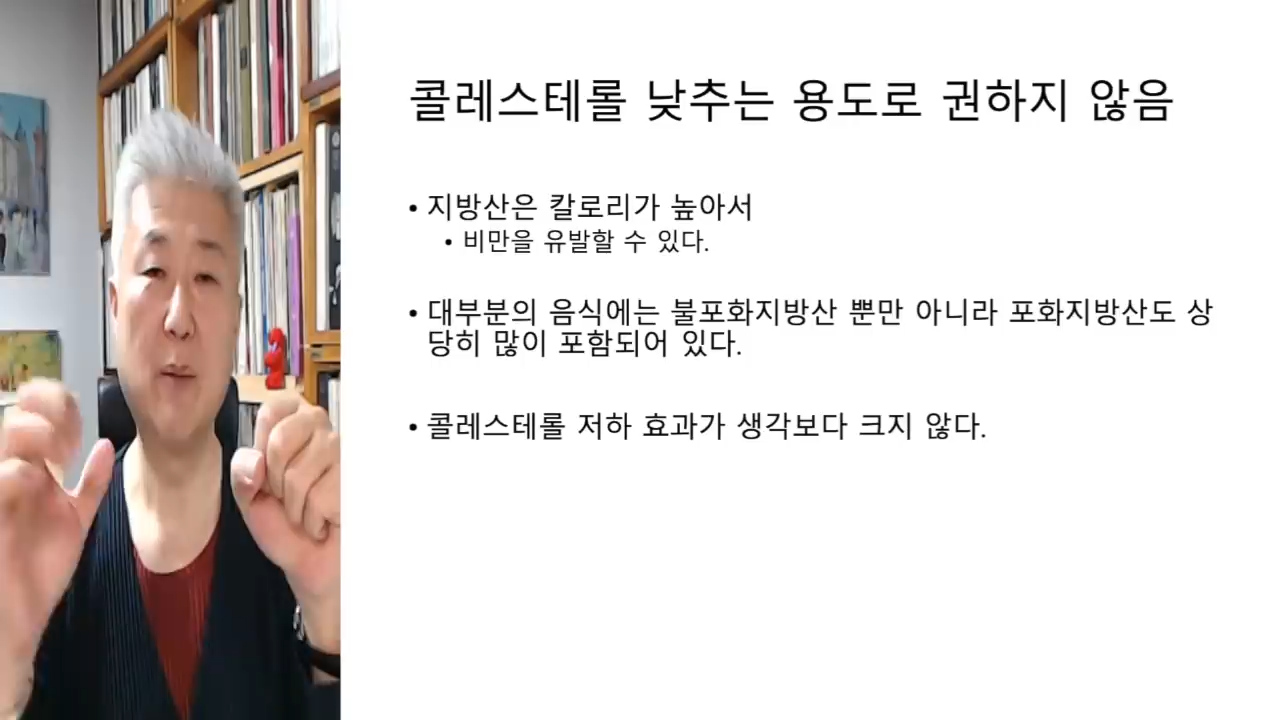 콜레스테롤 낮추는 용도로 권하지 않음
• 지방산은 칼로리가 높아서
• 비만을 유발할 수 있다.
• 대부분의 음식에는 불포화지방산 뿐만 아니라 포화지방산도 상
당히 많이 포함되어 있다.
• 콜레스테롤 저하 효과가 생각보다 크지 않다.